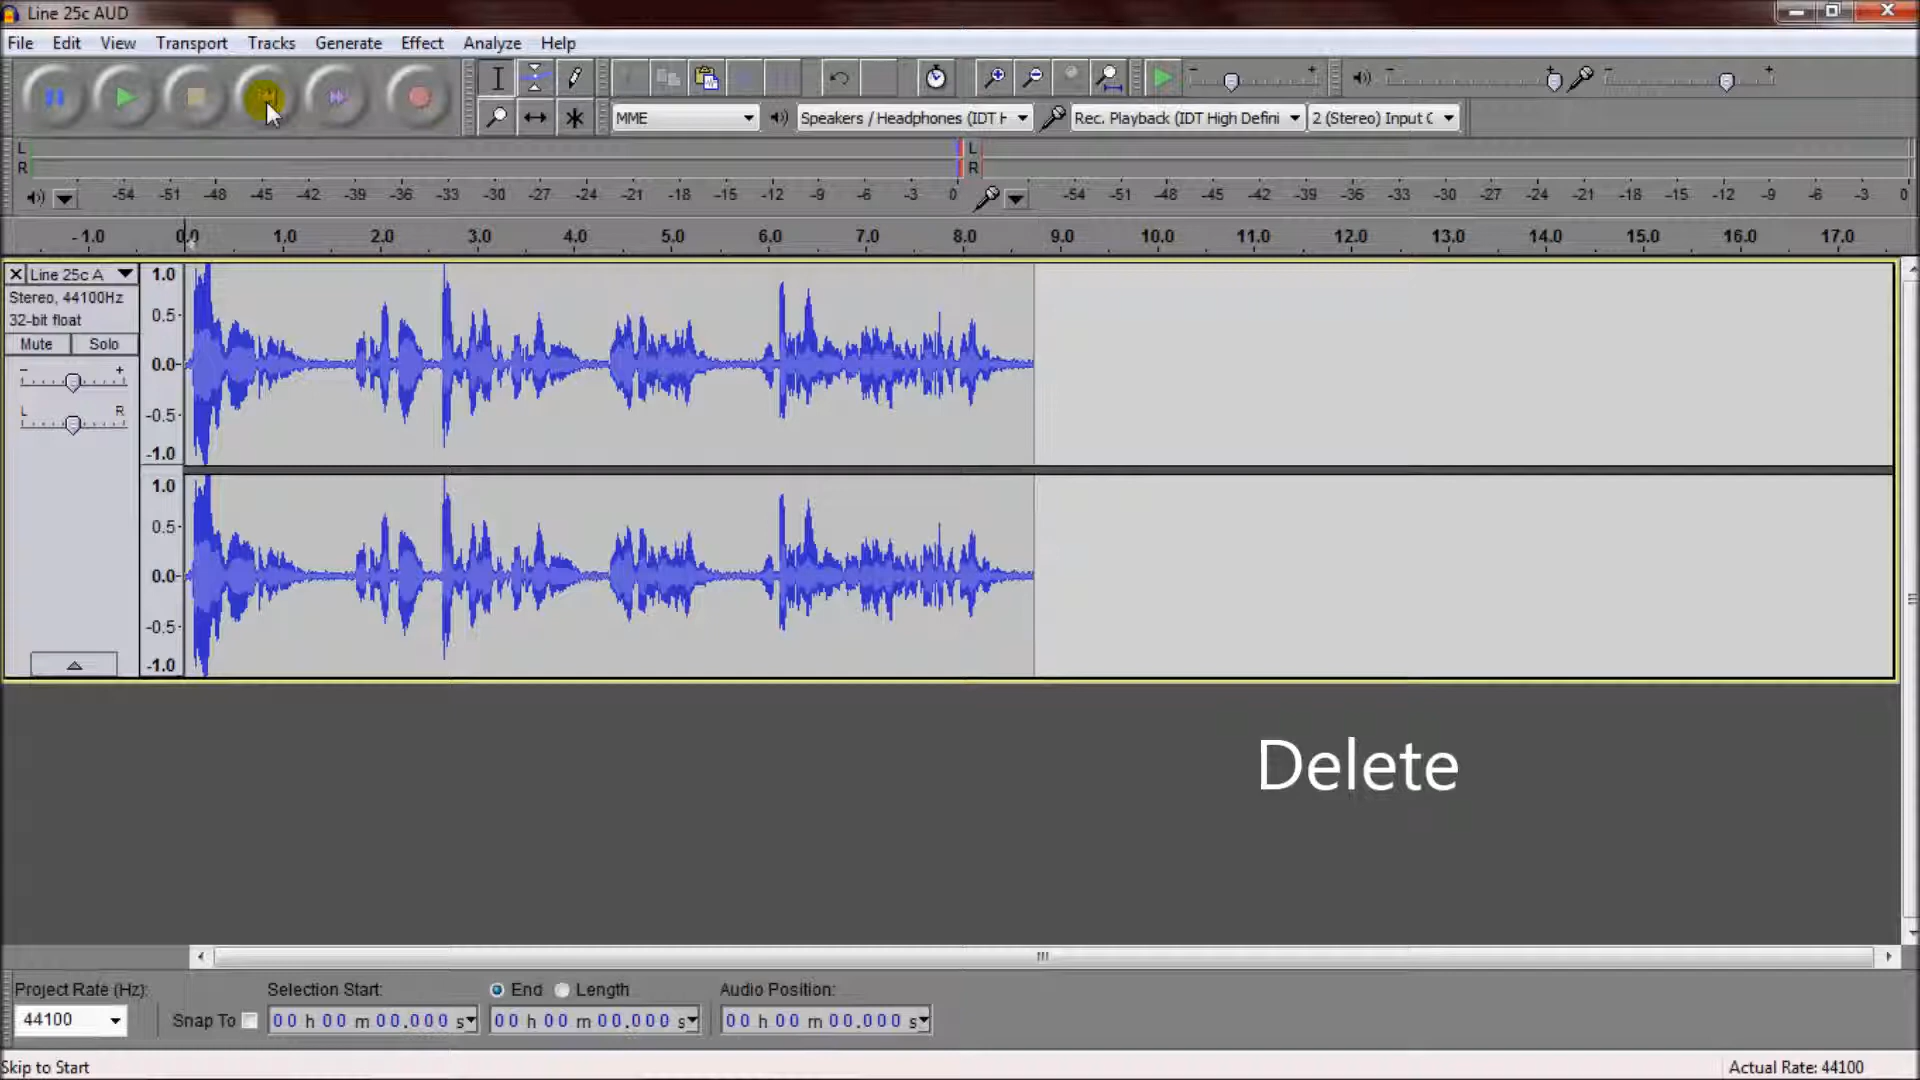 Line 25c AUD
File Edit View Transport Tracks Generate Effect Analyze Help
MME Speakers / Headphones (IDT H Rec. Playback (IDT High Defini 2 (Stereo) Input C
L L
R R
-54 -51 -48 -45 -42 -39 -36 -33 -30 -27 -24 -21 -18 -15 -12 -9 -6 -3 0 -54 -51 -48 -45 -42 -39 -36 -33 -30 -27 -24 -21 -18 -15 -12 -9 -6 -3 0
-1.0 0.0 1.0 2.0 3.0 4.0 5.0 6.0 7.0 8.0 9.0 10.0 11.0 12.0 13.0 14.0 15.0 16.0 17.0
Line 25c A 1.0
Stereo, 44100Hz
32-bit float 0.5
Mute Solo
- + 0.0
L R -0.5
-1.0
1.0
0.5
0.0
-0.5
-1.0
Delete
Project Rate (Hz): Selection Start: End Length Audio Position:
44100 Snap To 00 h 00 m 00.000 s 00 h 00 m 00.000 s 00 h 00 m 00.000 s
Skip to Start Actual Rate: 44100